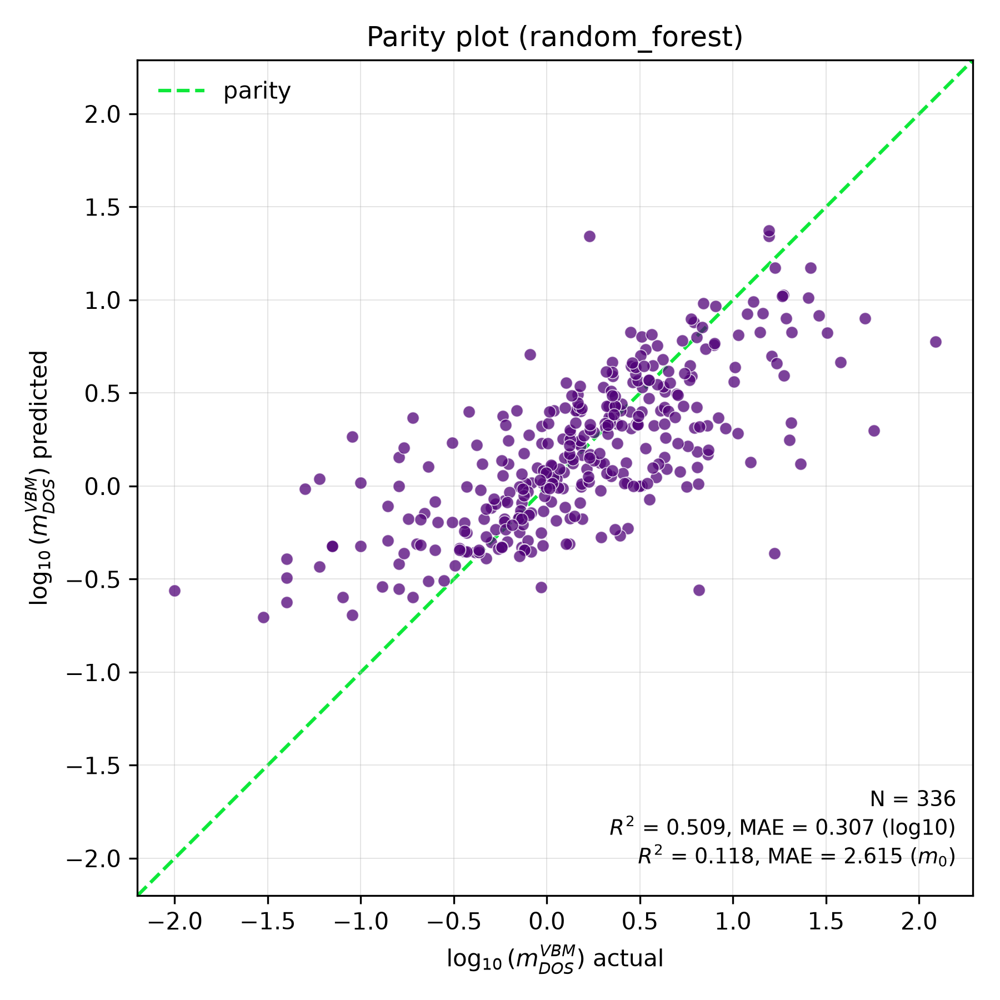 Parity plot (random_forest)
parity
2.0
1.5
1.0
0.5
0.0
−0.5
−1.0
−1.5
−2.0
log₁₀ (m_DOS^VBM) predicted
N = 336
R² = 0.509, MAE = 0.307 (log10)
R² = 0.118, MAE = 2.615 (m₀)
−2.0 −1.5 −1.0 −0.5 0.0 0.5 1.0 1.5 2.0
log₁₀ (m_DOS^VBM) actual